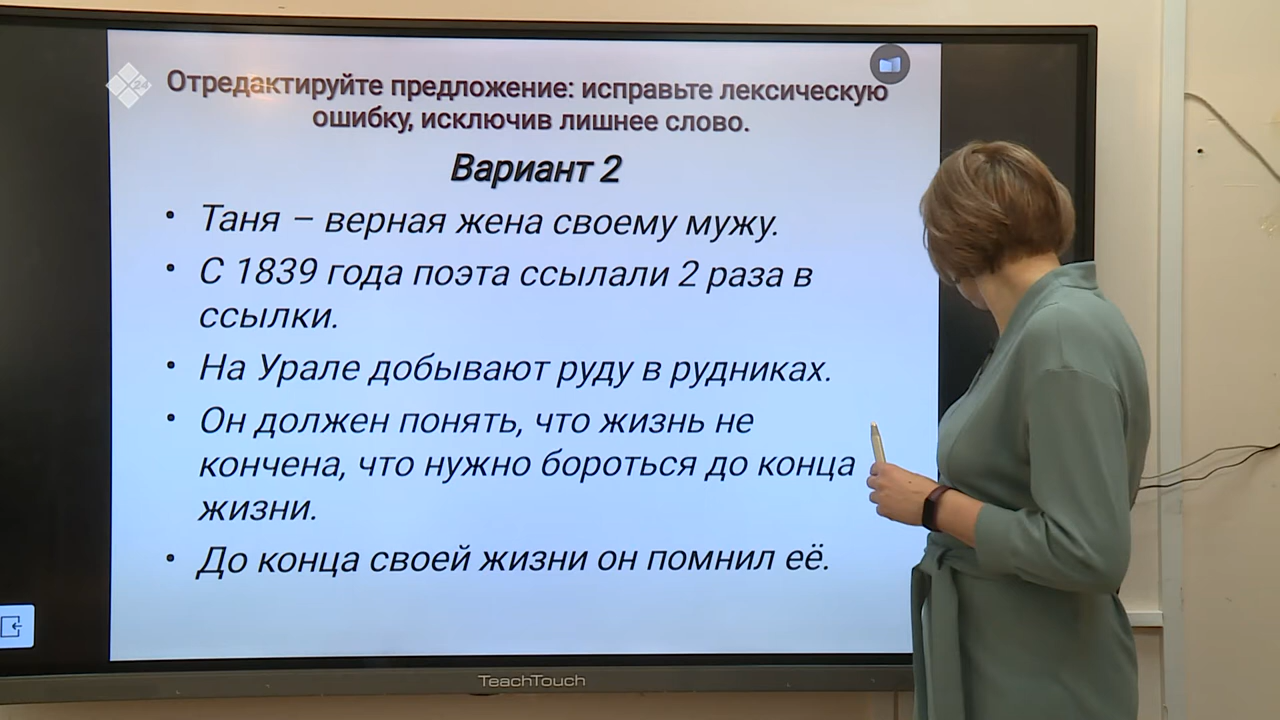 Отредактируйте предложение: исправьте лексическую
ошибку, исключив лишнее слово.
Вариант 2
• Таня – верная жена своему мужу.
• С 1839 года поэта ссылали 2 раза в
ссылки.
• На Урале добывают руду в рудниках.
• Он должен понять, что жизнь не
кончена, что нужно бороться до конца
жизни.
• До конца своей жизни он помнил её.
TeachTouch
24